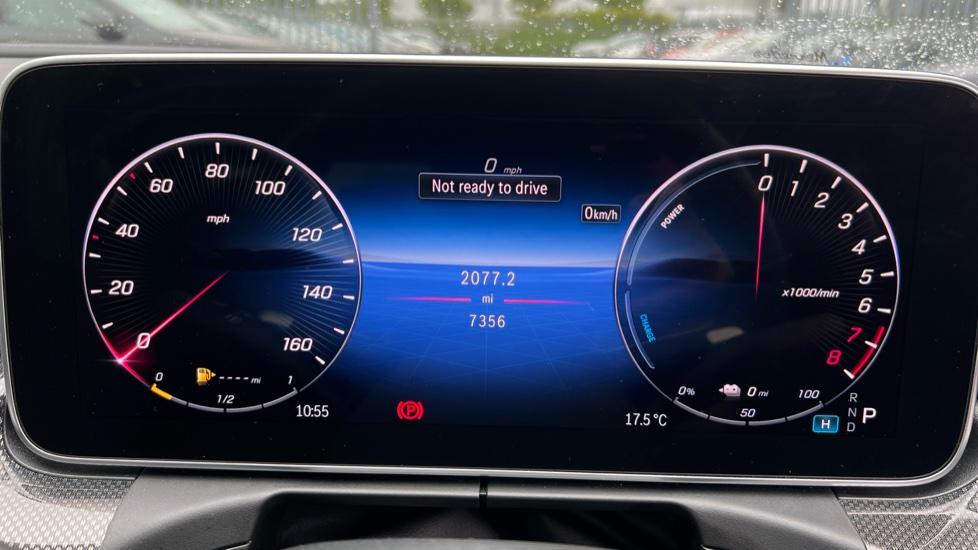 0 mph
Not ready to drive
0 km/h
2077.2
mi
7356
0
20
40
60
80
100
120
140
160
mph
0
1/2
1
---- mi
10:55
(P)
17.5 °C
0
1
2
3
4
5
6
7
8
x1000/min
POWER
CHARGE
0%
50
100
0 mi
H
R
N
D
P